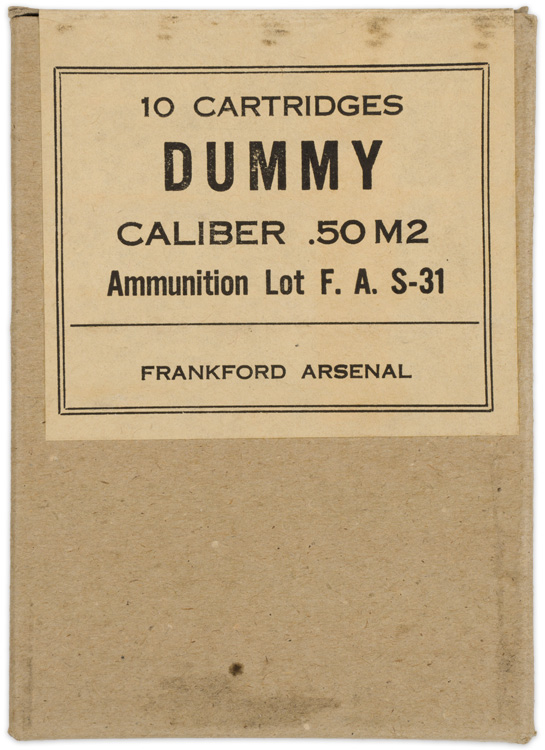 10 CARTRIDGES
DUMMY
CALIBER .50 M2
Ammunition Lot F. A. S-31
FRANKFORD ARSENAL